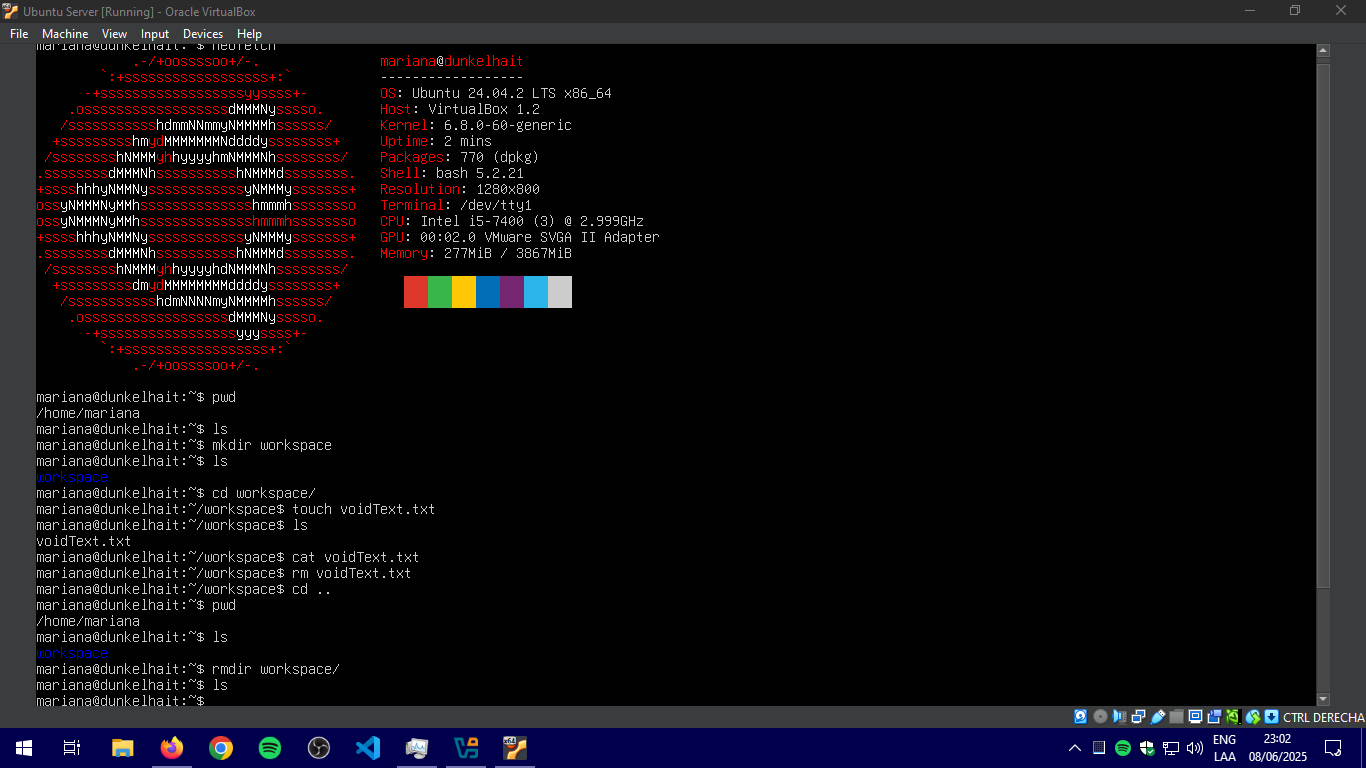 Ubuntu Server [Running] - Oracle VirtualBox
File Machine View Input Devices Help
mariana@dunkelhait:~$ neofetch
.-/+oossssoo+/-. mariana@dunkelhait
`:+ssssssssssssssssss+:` ------------------
-+ssssssssssssssssssyyssss+- OS: Ubuntu 24.04.2 LTS x86_64
.ossssssssssssssssssdMMMNysssso. Host: VirtualBox 1.2
/ssssssssssshdmmNNmmyNMMMMhssssss/ Kernel: 6.8.0-60-generic
+ssssssssshmydMMMMMMMNddddyssssssss+ Uptime: 2 mins
/sssssssshNMMMyhhyyyyhmNMMMNhssssssss/ Packages: 770 (dpkg)
.ssssssssdMMMNhsssssssssshNMMMdssssssss. Shell: bash 5.2.21
+sssshhhyNMMNyssssssssssssyNMMMysssssss+ Resolution: 1280x800
ossyNMMMNyMMhsssssssssssssshmmmhssssssso Terminal: /dev/tty1
ossyNMMMNyMMhsssssssssssssshmmmhssssssso CPU: Intel i5-7400 (3) @ 2.999GHz
+sssshhhyNMMNyssssssssssssyNMMMysssssss+ GPU: 00:02.0 VMware SVGA II Adapter
.ssssssssdMMMNhsssssssssshNMMMdssssssss. Memory: 277MiB / 3867MiB
/sssssssshNMMMyhhyyyyhdNMMMNhssssssss/
+sssssssssdmydMMMMMMMMddddyssssssss+
/ssssssssssshdmNNNNmyNMMMMhssssss/
.ossssssssssssssssssdMMMNysssso.
-+sssssssssssssssssyyyssss+-
`:+ssssssssssssssssss+:`
.-/+oossssoo+/-.
mariana@dunkelhait:~$ pwd
/home/mariana
mariana@dunkelhait:~$ ls
mariana@dunkelhait:~$ mkdir workspace
mariana@dunkelhait:~$ ls
workspace
mariana@dunkelhait:~$ cd workspace/
mariana@dunkelhait:~/workspace$ touch voidText.txt
mariana@dunkelhait:~/workspace$ ls
voidText.txt
mariana@dunkelhait:~/workspace$ cat voidText.txt
mariana@dunkelhait:~/workspace$ rm voidText.txt
mariana@dunkelhait:~/workspace$ cd ..
mariana@dunkelhait:~$ pwd
/home/mariana
mariana@dunkelhait:~$ ls
workspace
mariana@dunkelhait:~$ rmdir workspace/
mariana@dunkelhait:~$ ls
mariana@dunkelhait:~$
CTRL DERECHA
ENG 23:02
LAA 08/06/2025